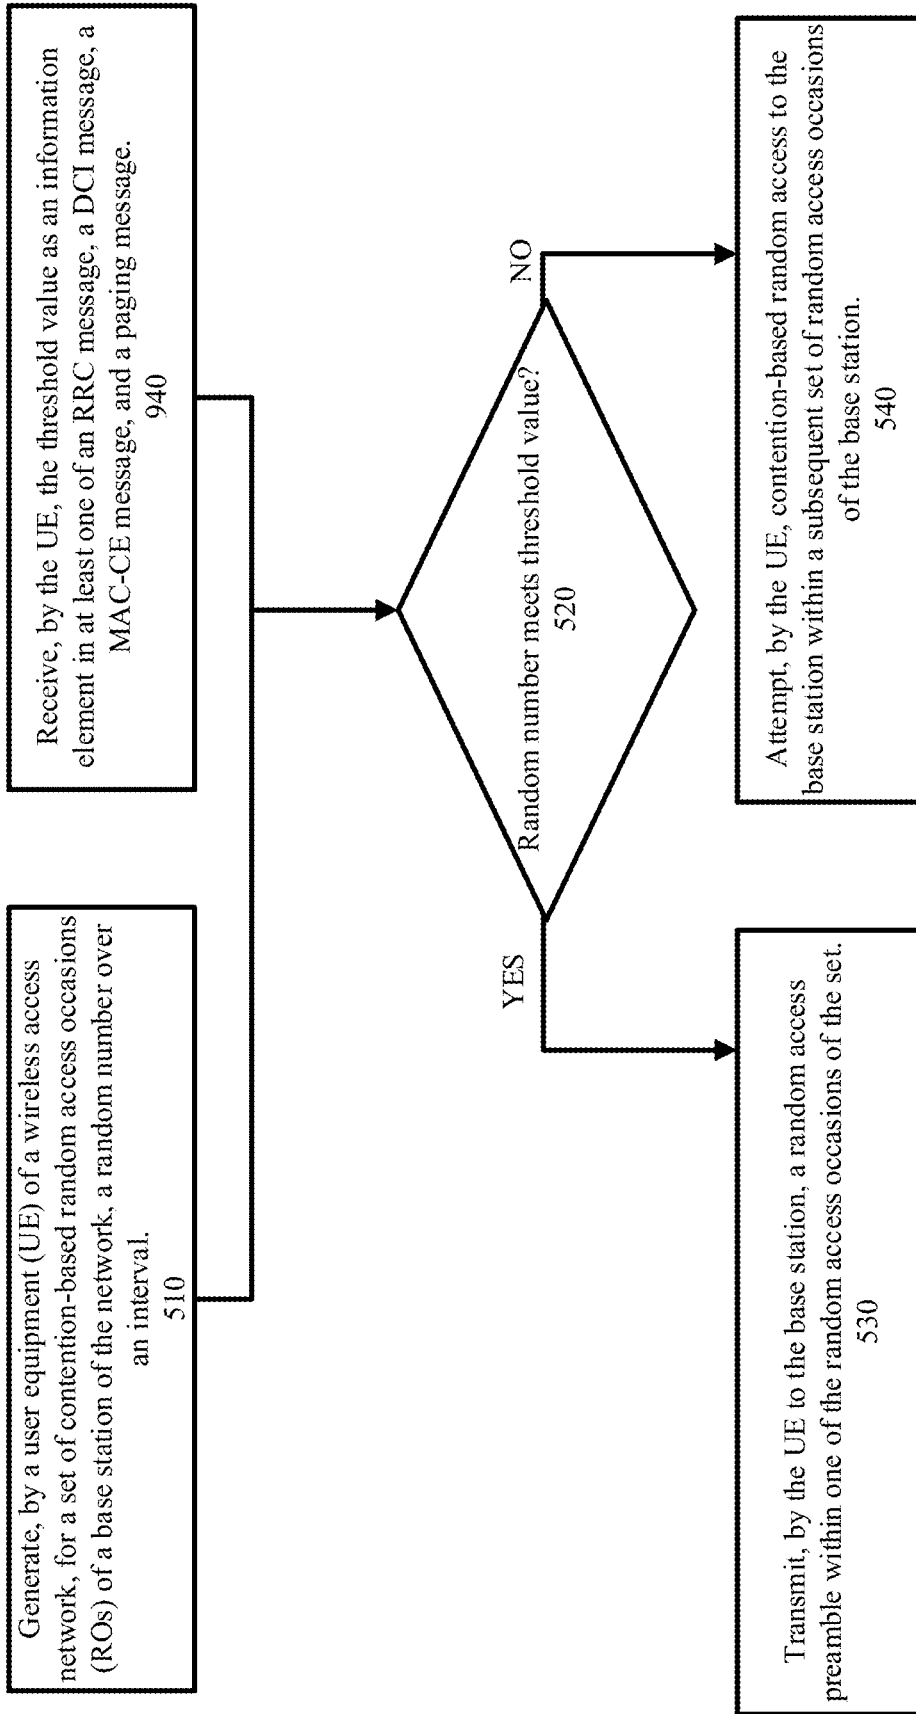 Generate, by a user equipment (UE) of a wireless access
network, for a set of contention-based random access occasions
(ROs) of a base station of the network, a random number over
an interval.
510
Receive, by the UE, the threshold value as an information
element in at least one of an RRC message, a DCI message, a
MAC-CE message, and a paging message.
940
Random number meets threshold value?
520
YES
NO
Transmit, by the UE to the base station, a random access
preamble within one of the random access occasions of the set.
530
Attempt, by the UE, contention-based random access to the
base station within a subsequent set of random access occasions
of the base station.
540